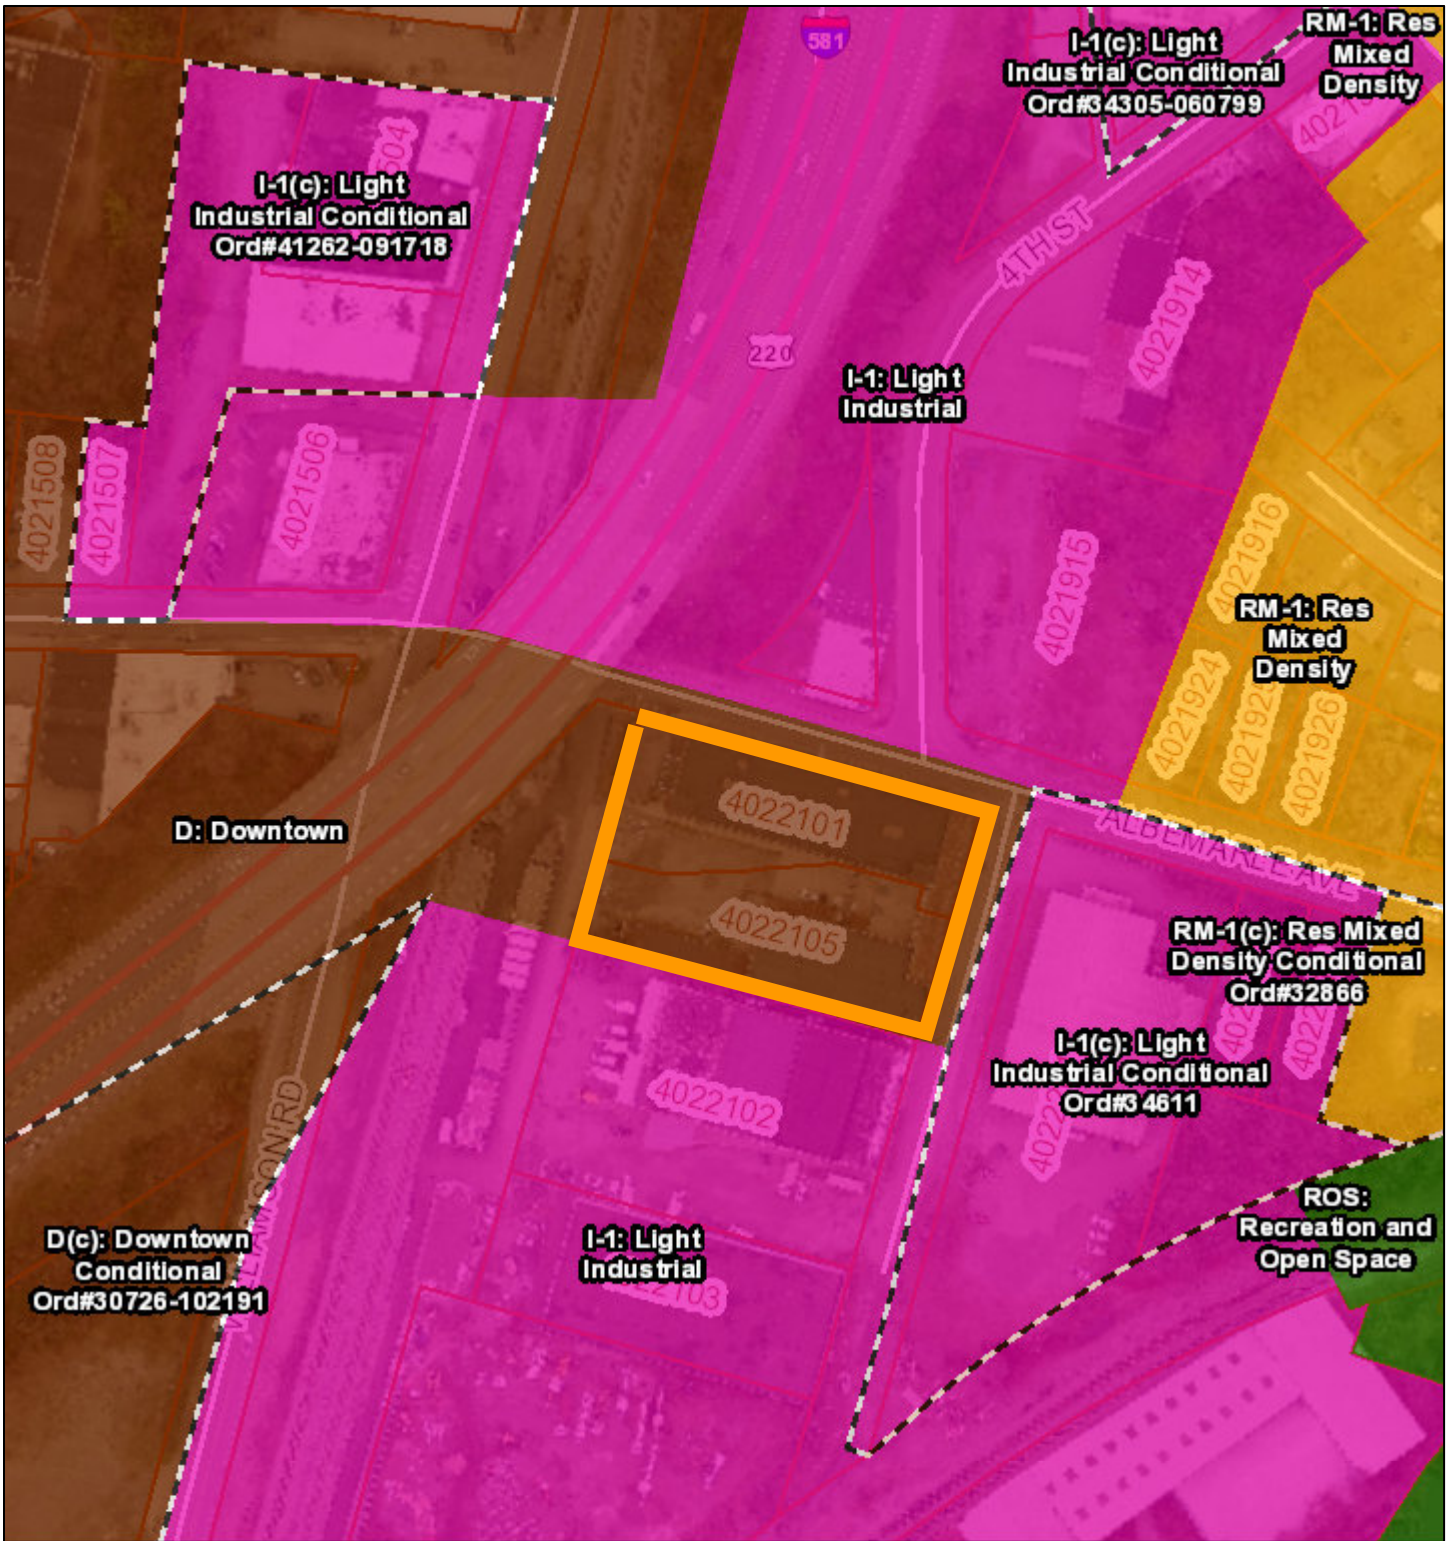 581
I-1(c): Light
Industrial Conditional
Ord#34305-060799
RM-1: Res
Mixed
Density
I-1(c): Light
Industrial Conditional
Ord#41262-091718
4TH ST
4021914
220
I-1: Light
Industrial
4021508
4021507
4021506
4021915
4021916
RM-1: Res
Mixed
Density
4021924
4021926
4022101
D: Downtown
ALBEMARLE AVE
4022105
RM-1(c): Res Mixed
Density Conditional
Ord#32866
I-1(c): Light
Industrial Conditional
Ord#34611
4022102
WILLIAMSON RD
ROS:
Recreation and
Open Space
D(c): Downtown
Conditional
Ord#30726-102191
I-1: Light
Industrial